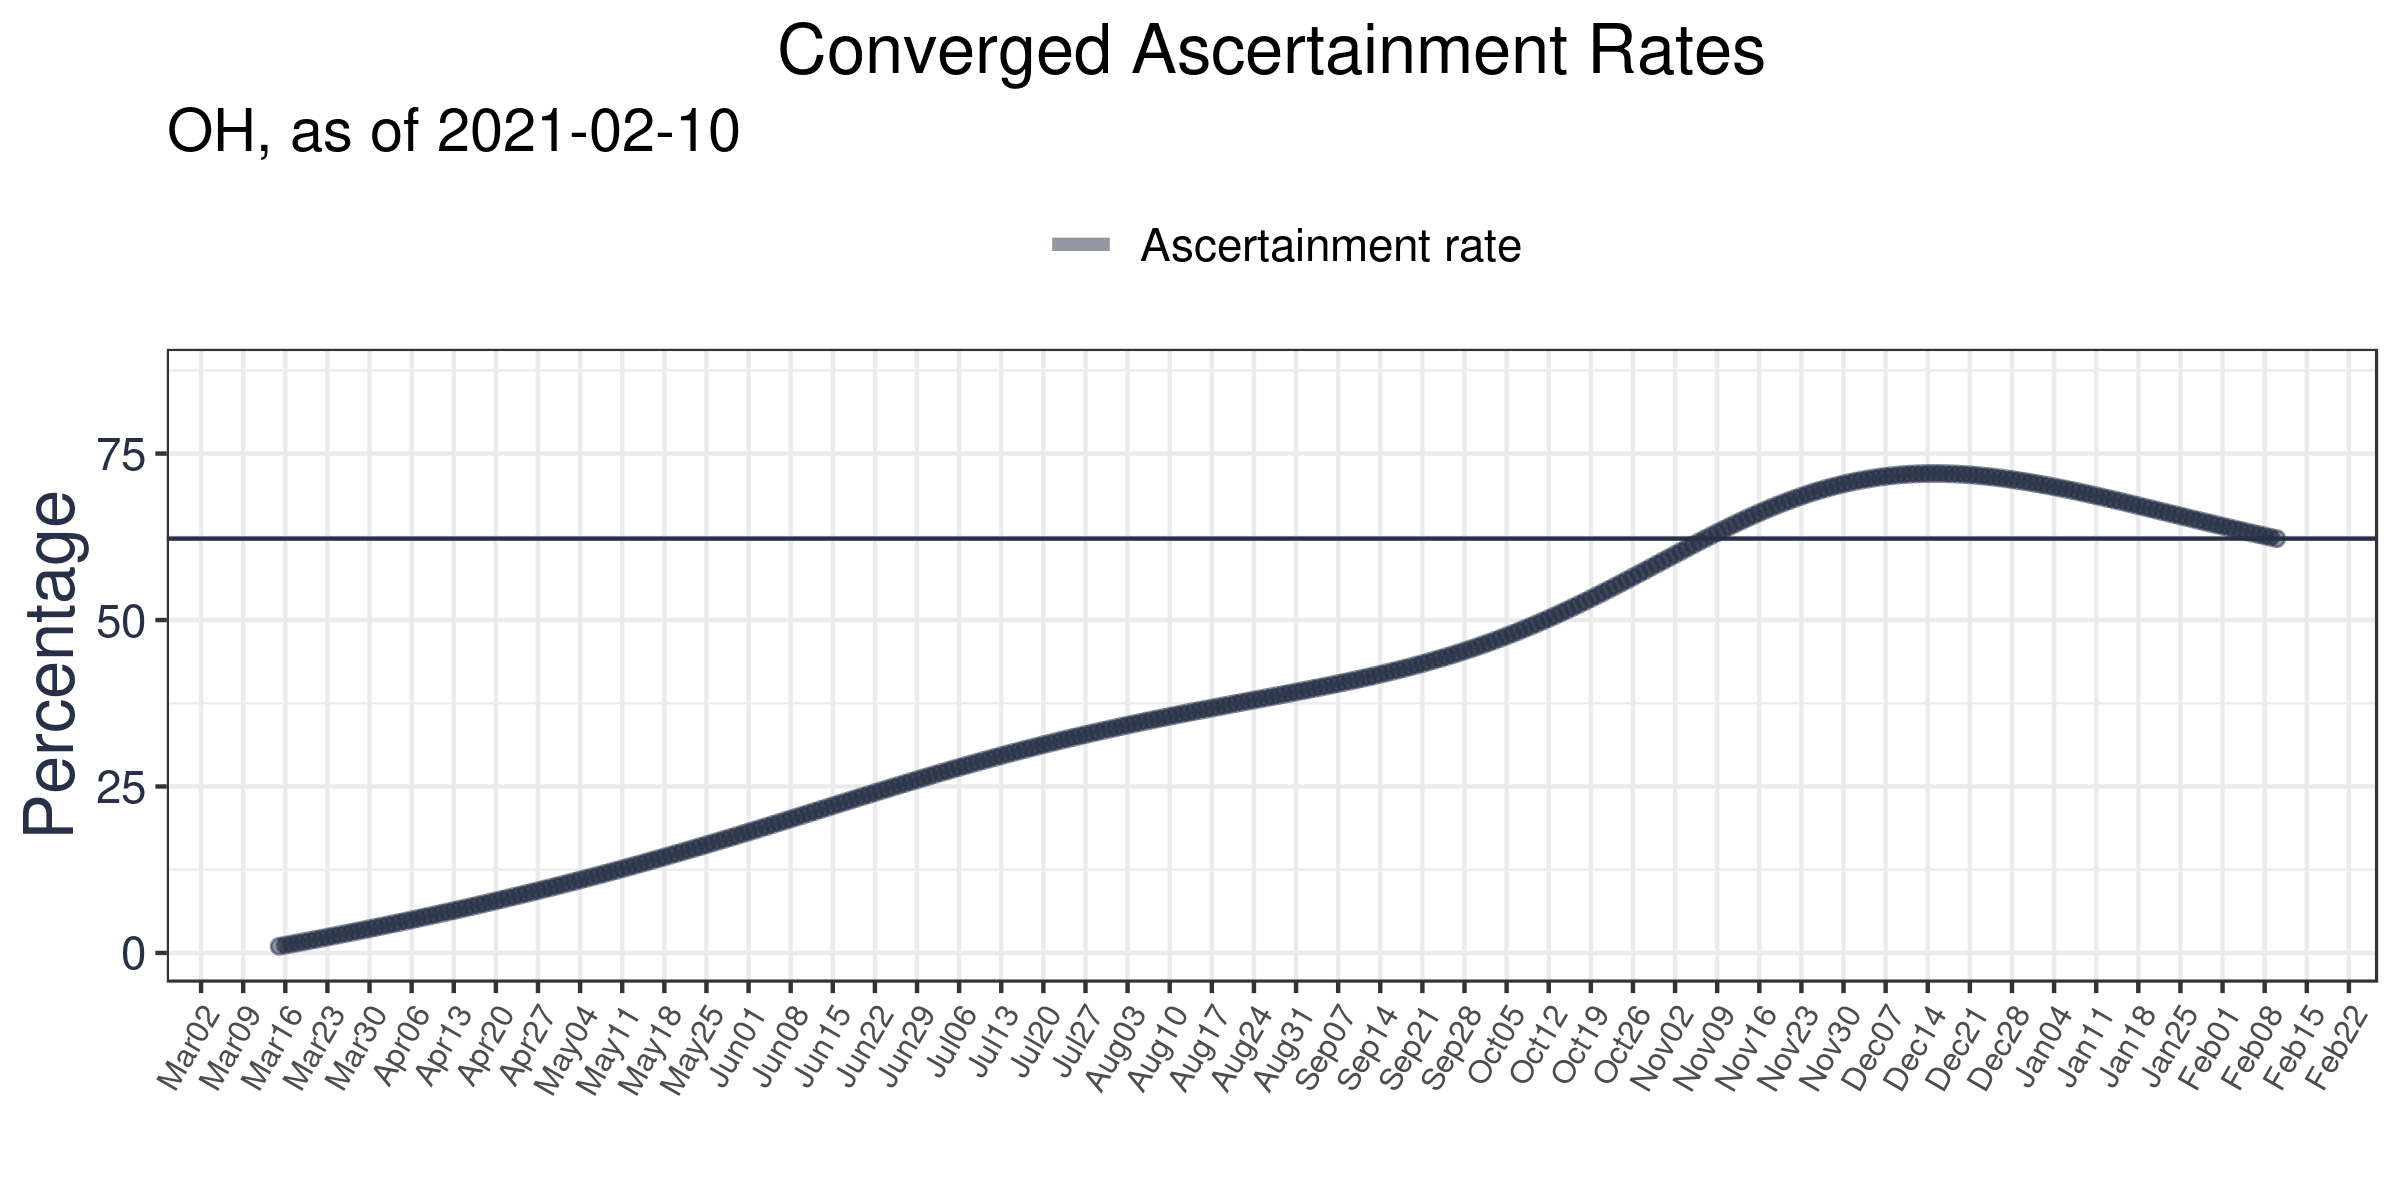 Converged Ascertainment Rates
OH, as of 2021-02-10
Ascertainment rate
Percentage
75
50
25
0
Mar02 Mar09 Mar16 Mar23 Mar30 Apr06 Apr13 Apr20 Apr27 May04 May11 May18 May25 Jun01 Jun08 Jun15 Jun22 Jun29 Jul06 Jul13 Jul20 Jul27 Aug03 Aug10 Aug17 Aug24 Aug31 Sep07 Sep14 Sep21 Sep28 Oct05 Oct12 Oct19 Oct26 Nov02 Nov09 Nov16 Nov23 Nov30 Dec07 Dec14 Dec21 Dec28 Jan04 Jan11 Jan18 Jan25 Feb01 Feb08 Feb15 Feb22